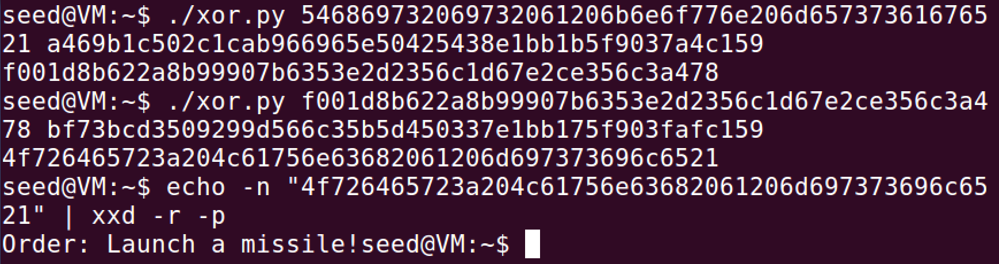 seed@VM:~$ ./xor.py 546869732069732061206b6e6f776e206d657373616765
21 a469b1c502c1cab966965e50425438e1bb1b5f9037a4c159
f001d8b622a8b99907b6353e2d2356c1d67e2ce356c3a478
seed@VM:~$ ./xor.py f001d8b622a8b99907b6353e2d2356c1d67e2ce356c3a4
78 bf73bcd3509299d566c35b5d450337e1bb175f903fafc159
4f726465723a204c61756e63682061206d697373696c6521
seed@VM:~$ echo -n "4f726465723a204c61756e63682061206d697373696c65
21" | xxd -r -p
Order: Launch a missile!seed@VM:~$